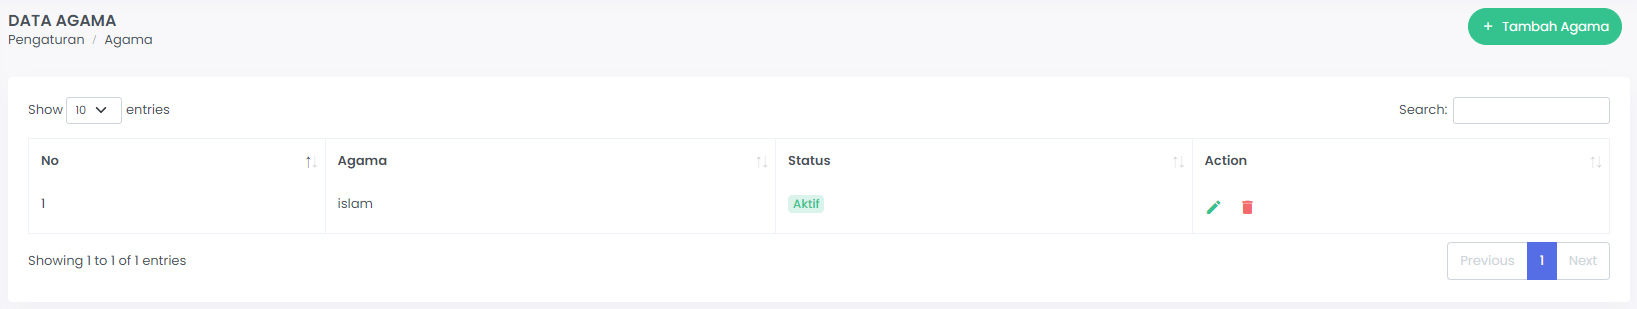 DATA AGAMA
Pengaturan / Agama
+ Tambah Agama
Show 10 entries
Search:
No Agama Status Action
1 islam Aktif
Showing 1 to 1 of 1 entries
Previous 1 Next